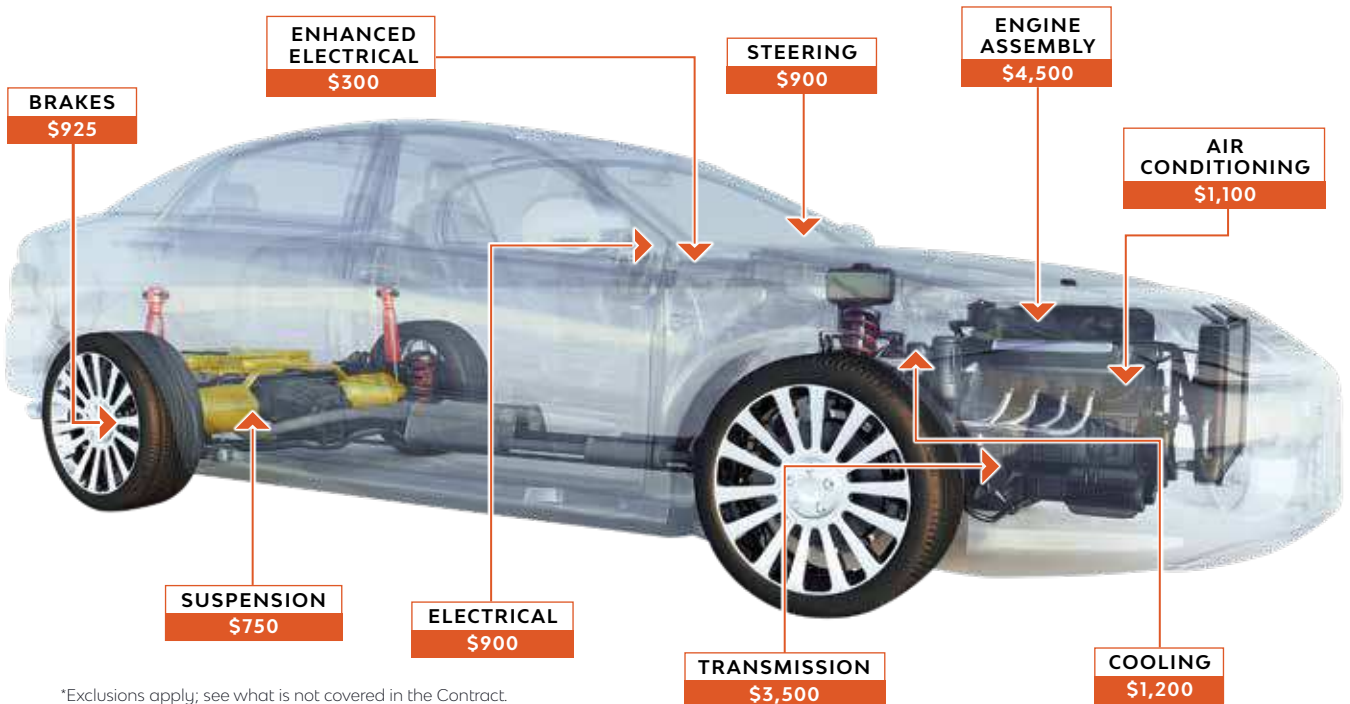 ENHANCED
ELECTRICAL
$300
STEERING
$900
ENGINE
ASSEMBLY
$4,500
BRAKES
$925
AIR
CONDITIONING
$1,100
SUSPENSION
$750
ELECTRICAL
$900
TRANSMISSION
$3,500
COOLING
$1,200
*Exclusions apply; see what is not covered in the Contract.